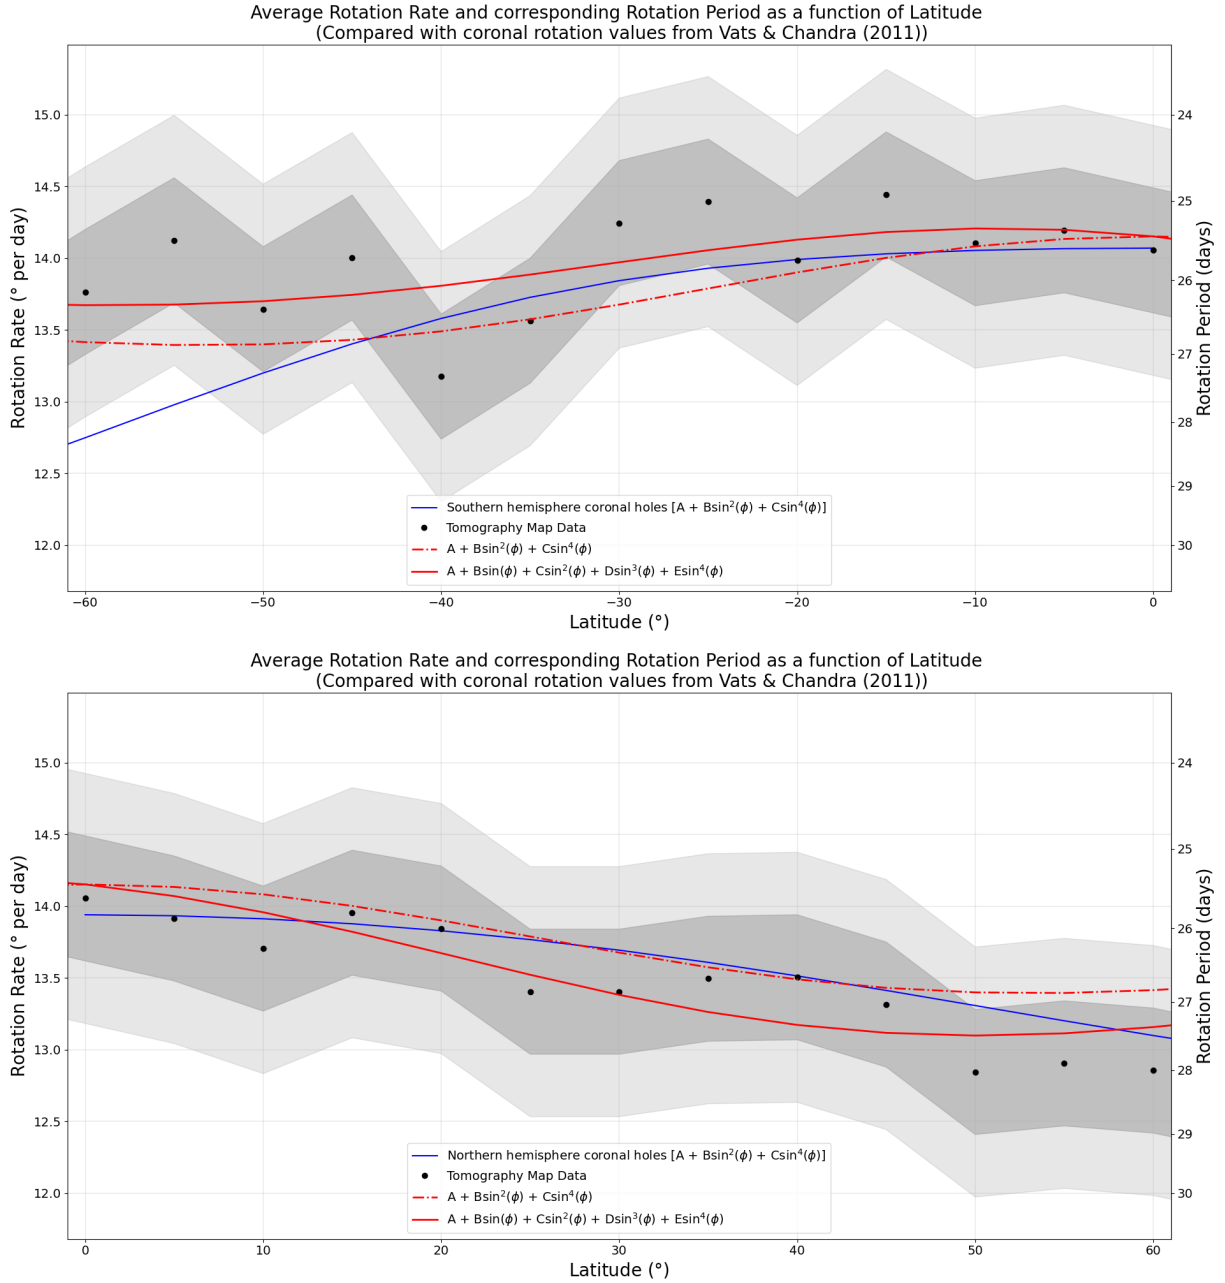 Average Rotation Rate and corresponding Rotation Period as a function of Latitude
(Compared with coronal rotation values from Vats & Chandra (2011))
Rotation Rate (° per day)
15.0
14.5
14.0
13.5
13.0
12.5
12.0
24
25
26
27
28
29
30
Rotation Period (days)
Southern hemisphere coronal holes [A + Bsin²(ϕ) + Csin⁴(ϕ)]
Tomography Map Data
A + Bsin²(ϕ) + Csin⁴(ϕ)
A + Bsin(ϕ) + Csin²(ϕ) + Dsin³(ϕ) + Esin⁴(ϕ)
−60 −50 −40 −30 −20 −10 0
Latitude (°)
Average Rotation Rate and corresponding Rotation Period as a function of Latitude
(Compared with coronal rotation values from Vats & Chandra (2011))
Rotation Rate (° per day)
15.0
14.5
14.0
13.5
13.0
12.5
12.0
24
25
26
27
28
29
30
Rotation Period (days)
Northern hemisphere coronal holes [A + Bsin²(ϕ) + Csin⁴(ϕ)]
Tomography Map Data
A + Bsin²(ϕ) + Csin⁴(ϕ)
A + Bsin(ϕ) + Csin²(ϕ) + Dsin³(ϕ) + Esin⁴(ϕ)
0 10 20 30 40 50 60
Latitude (°)